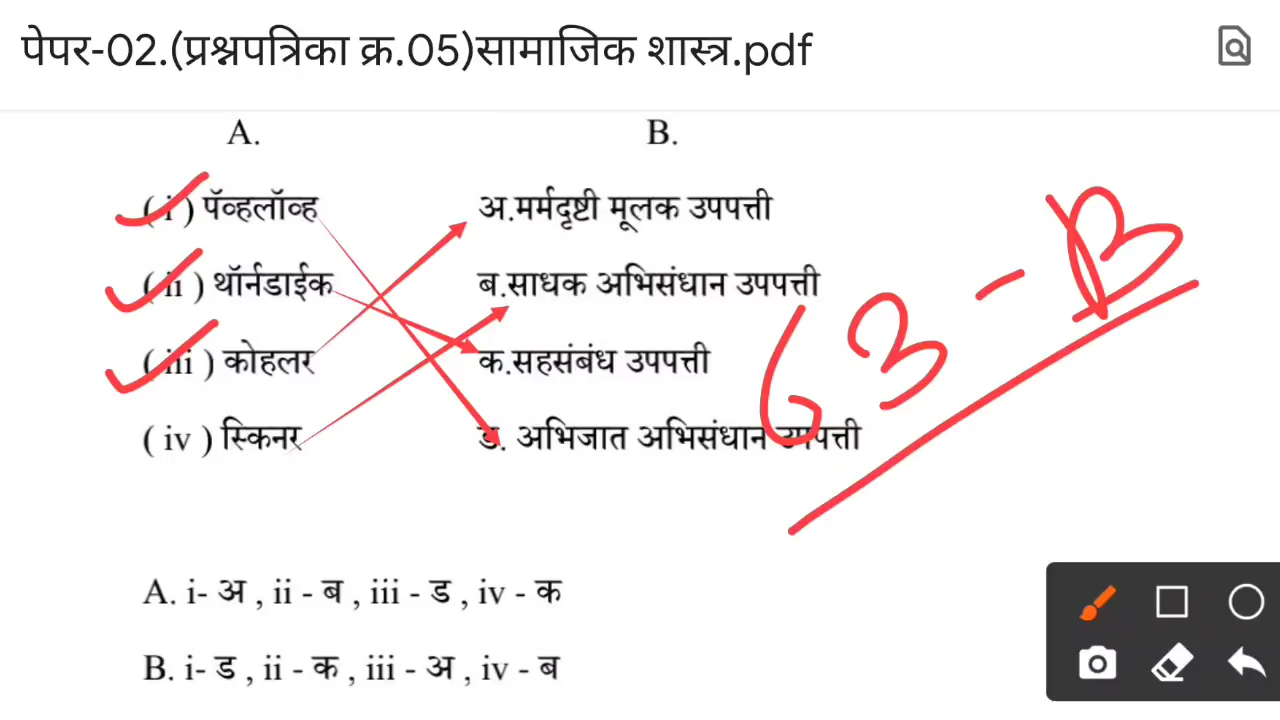 पेपर-02.(प्रश्नपत्रिका क्र.05)सामाजिक शास्त्र.pdf
A. B.
( i ) पॅव्हलॉव्ह अ.मर्मदृष्टी मूलक उपपत्ती
( ii ) थॉर्नडाईक ब.साधक अभिसंधान उपपत्ती
( iii ) कोहलर क.सहसंबंध उपपत्ती
( iv ) स्किनर ड. अभिजात अभिसंधान उपपत्ती
63 - B
A. i- अ , ii - ब , iii - ड , iv - क
B. i- ड , ii - क , iii - अ , iv - ब